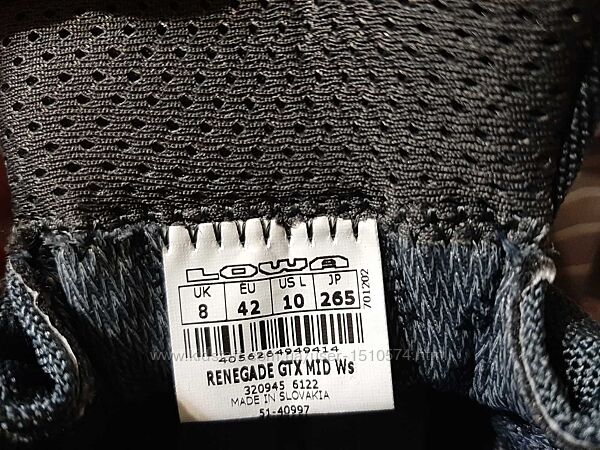 LOWA
UK EU US L JP
8 42 10 265
701202
RENEGADE GTX MID Ws
320945 6122
MADE IN SLOVAKIA
51-40997